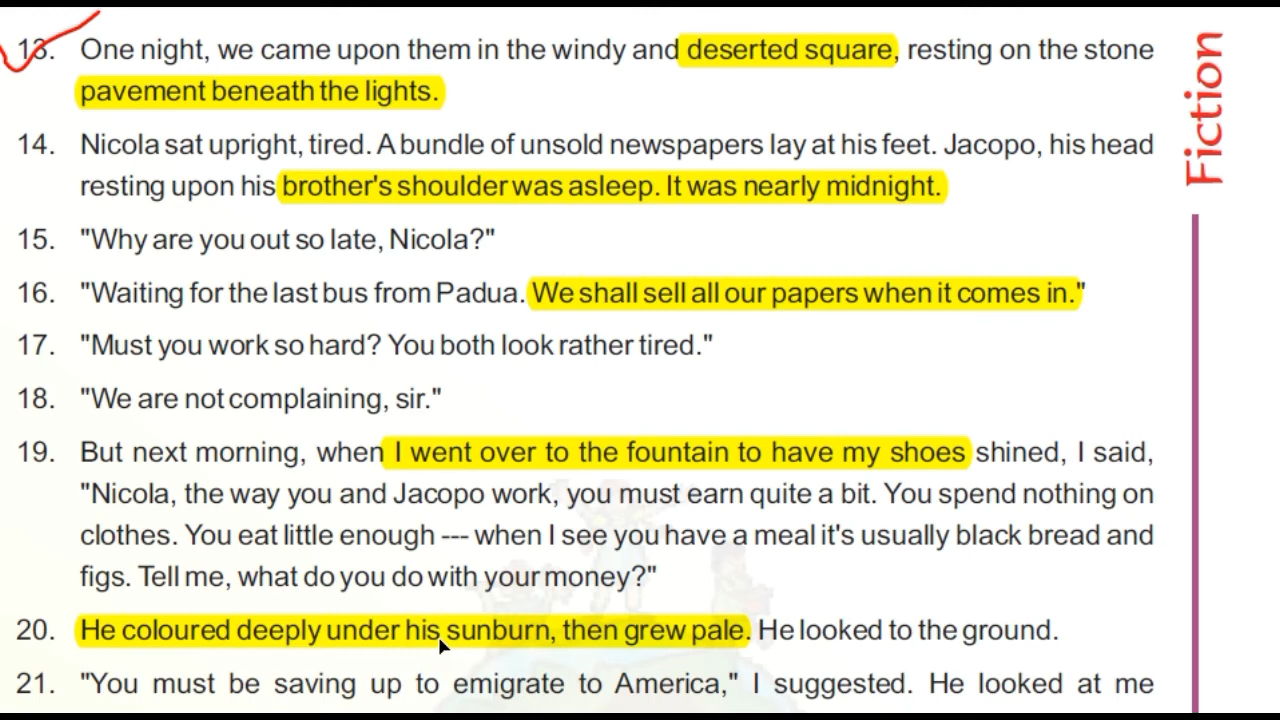 13. One night, we came upon them in the windy and deserted square, resting on the stone
pavement beneath the lights.
14. Nicola sat upright, tired. A bundle of unsold newspapers lay at his feet. Jacopo, his head
resting upon his brother's shoulder was asleep. It was nearly midnight.
15. "Why are you out so late, Nicola?"
16. "Waiting for the last bus from Padua. We shall sell all our papers when it comes in."
17. "Must you work so hard? You both look rather tired."
18. "We are not complaining, sir."
19. But next morning, when I went over to the fountain to have my shoes shined, I said,
"Nicola, the way you and Jacopo work, you must earn quite a bit. You spend nothing on
clothes. You eat little enough --- when I see you have a meal it's usually black bread and
figs. Tell me, what do you do with your money?"
20. He coloured deeply under his sunburn, then grew pale. He looked to the ground.
21. "You must be saving up to emigrate to America," I suggested. He looked at me
Fiction